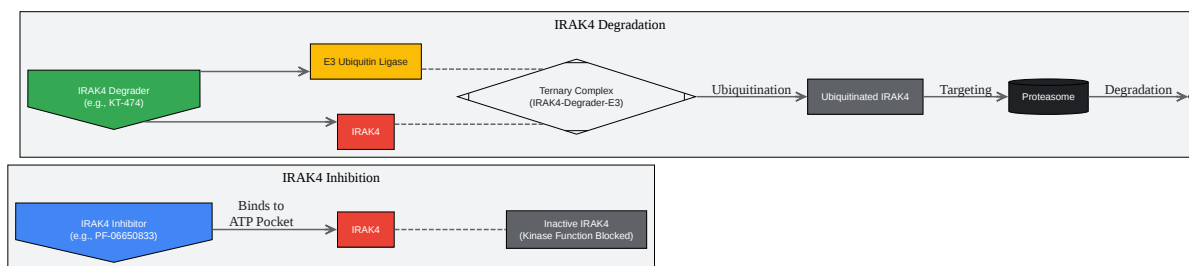 IRAK4 Degradation
E3 Ubiquitin Ligase
IRAK4 Degrader
(e.g., KT-474)
IRAK4
Ternary Complex
(IRAK4-Degrader-E3)
Ubiquitination
Ubiquitinated IRAK4
Targeting
Proteasome
Degradation
IRAK4 Inhibition
IRAK4 Inhibitor
(e.g., PF-06650833)
Binds to
ATP Pocket
IRAK4
Inactive IRAK4
(Kinase Function Blocked)